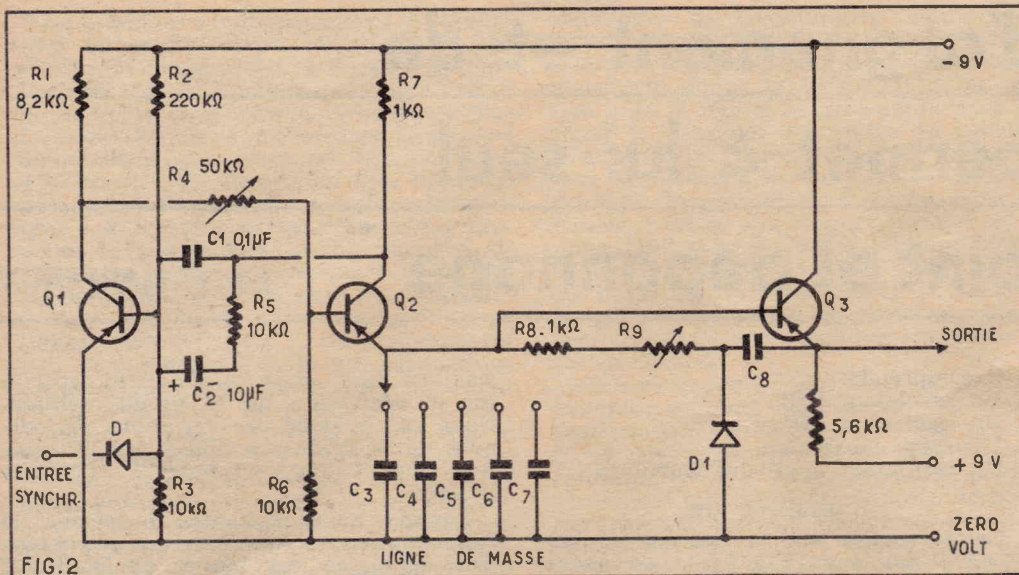 -9V
R1
8,2kΩ
R2
220kΩ
R7
1kΩ
R4
50kΩ
C1 0,1µF
Q1
R5
10kΩ
Q2
Q3
R8.1kΩ
R9
SORTIE
C8
+
C2
-
10µF
D
5,6kΩ
ENTREE
SYNCHR.
R3
10kΩ
R6
10kΩ
C3
C4
C5
C6
C7
D1
+9V
LIGNE DE MASSE
ZERO
VOLT
FIG.2